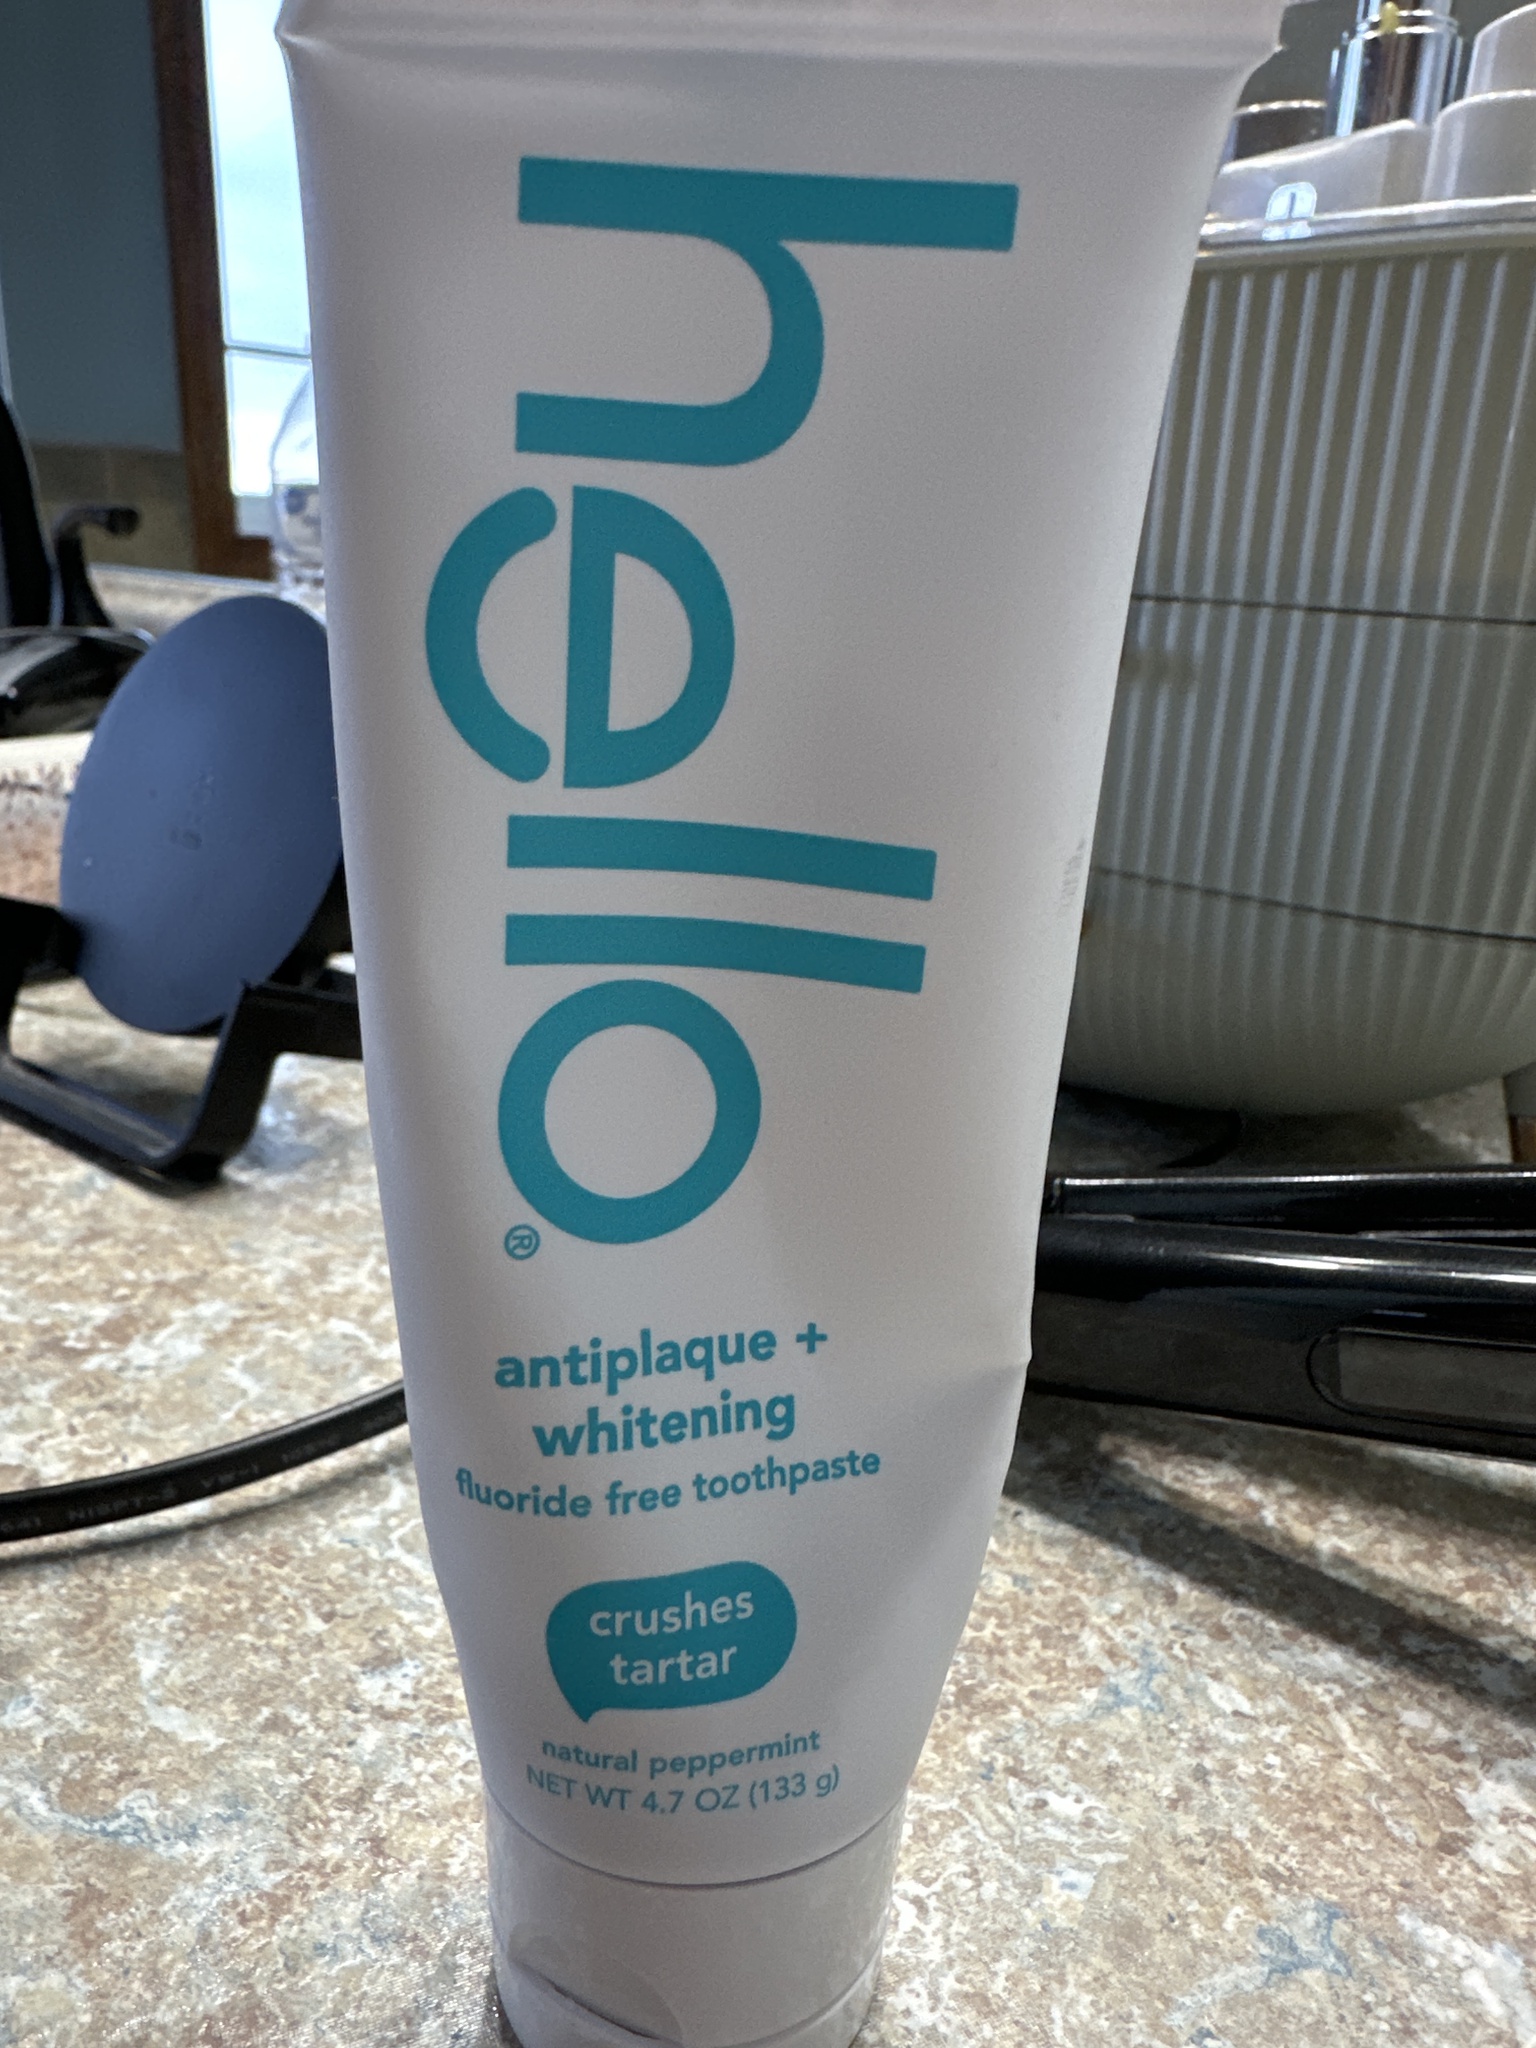 hello®
antiplaque +
whitening
fluoride free toothpaste
crushes
tartar
natural peppermint
NET WT 4.7 OZ (133 g)